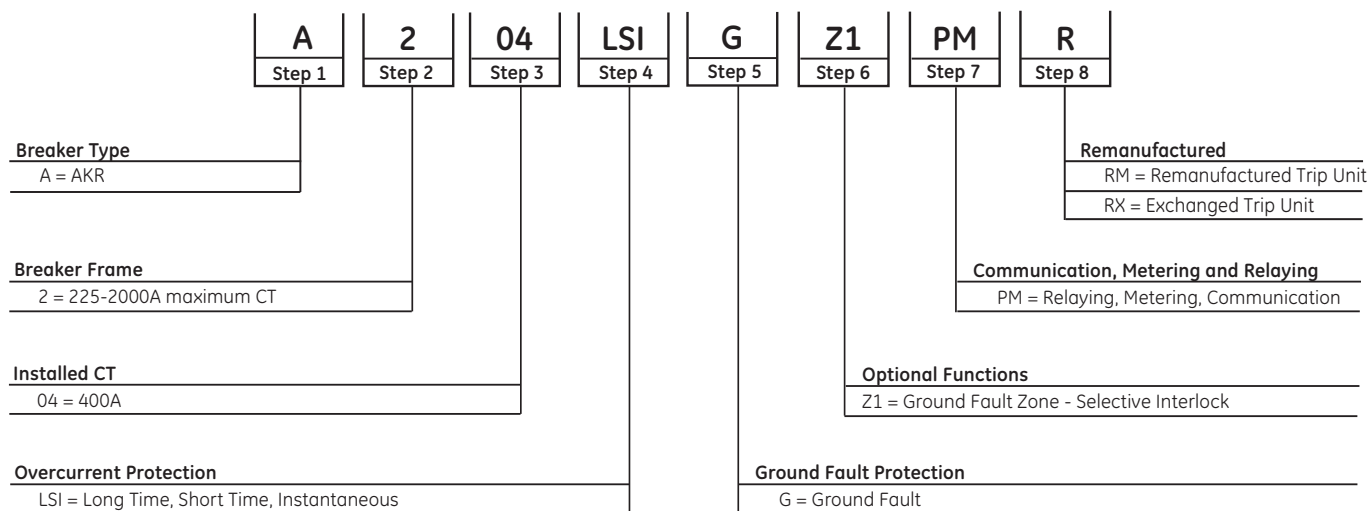 A 2 04 LSI G Z1 PM R
Step 1 Step 2 Step 3 Step 4 Step 5 Step 6 Step 7 Step 8
Breaker Type
A = AKR
Remanufactured
RM = Remanufactured Trip Unit
RX = Exchanged Trip Unit
Breaker Frame
2 = 225-2000A maximum CT
Communication, Metering and Relaying
PM = Relaying, Metering, Communication
Installed CT
04 = 400A
Optional Functions
Z1 = Ground Fault Zone - Selective Interlock
Overcurrent Protection
LSI = Long Time, Short Time, Instantaneous
Ground Fault Protection
G = Ground Fault